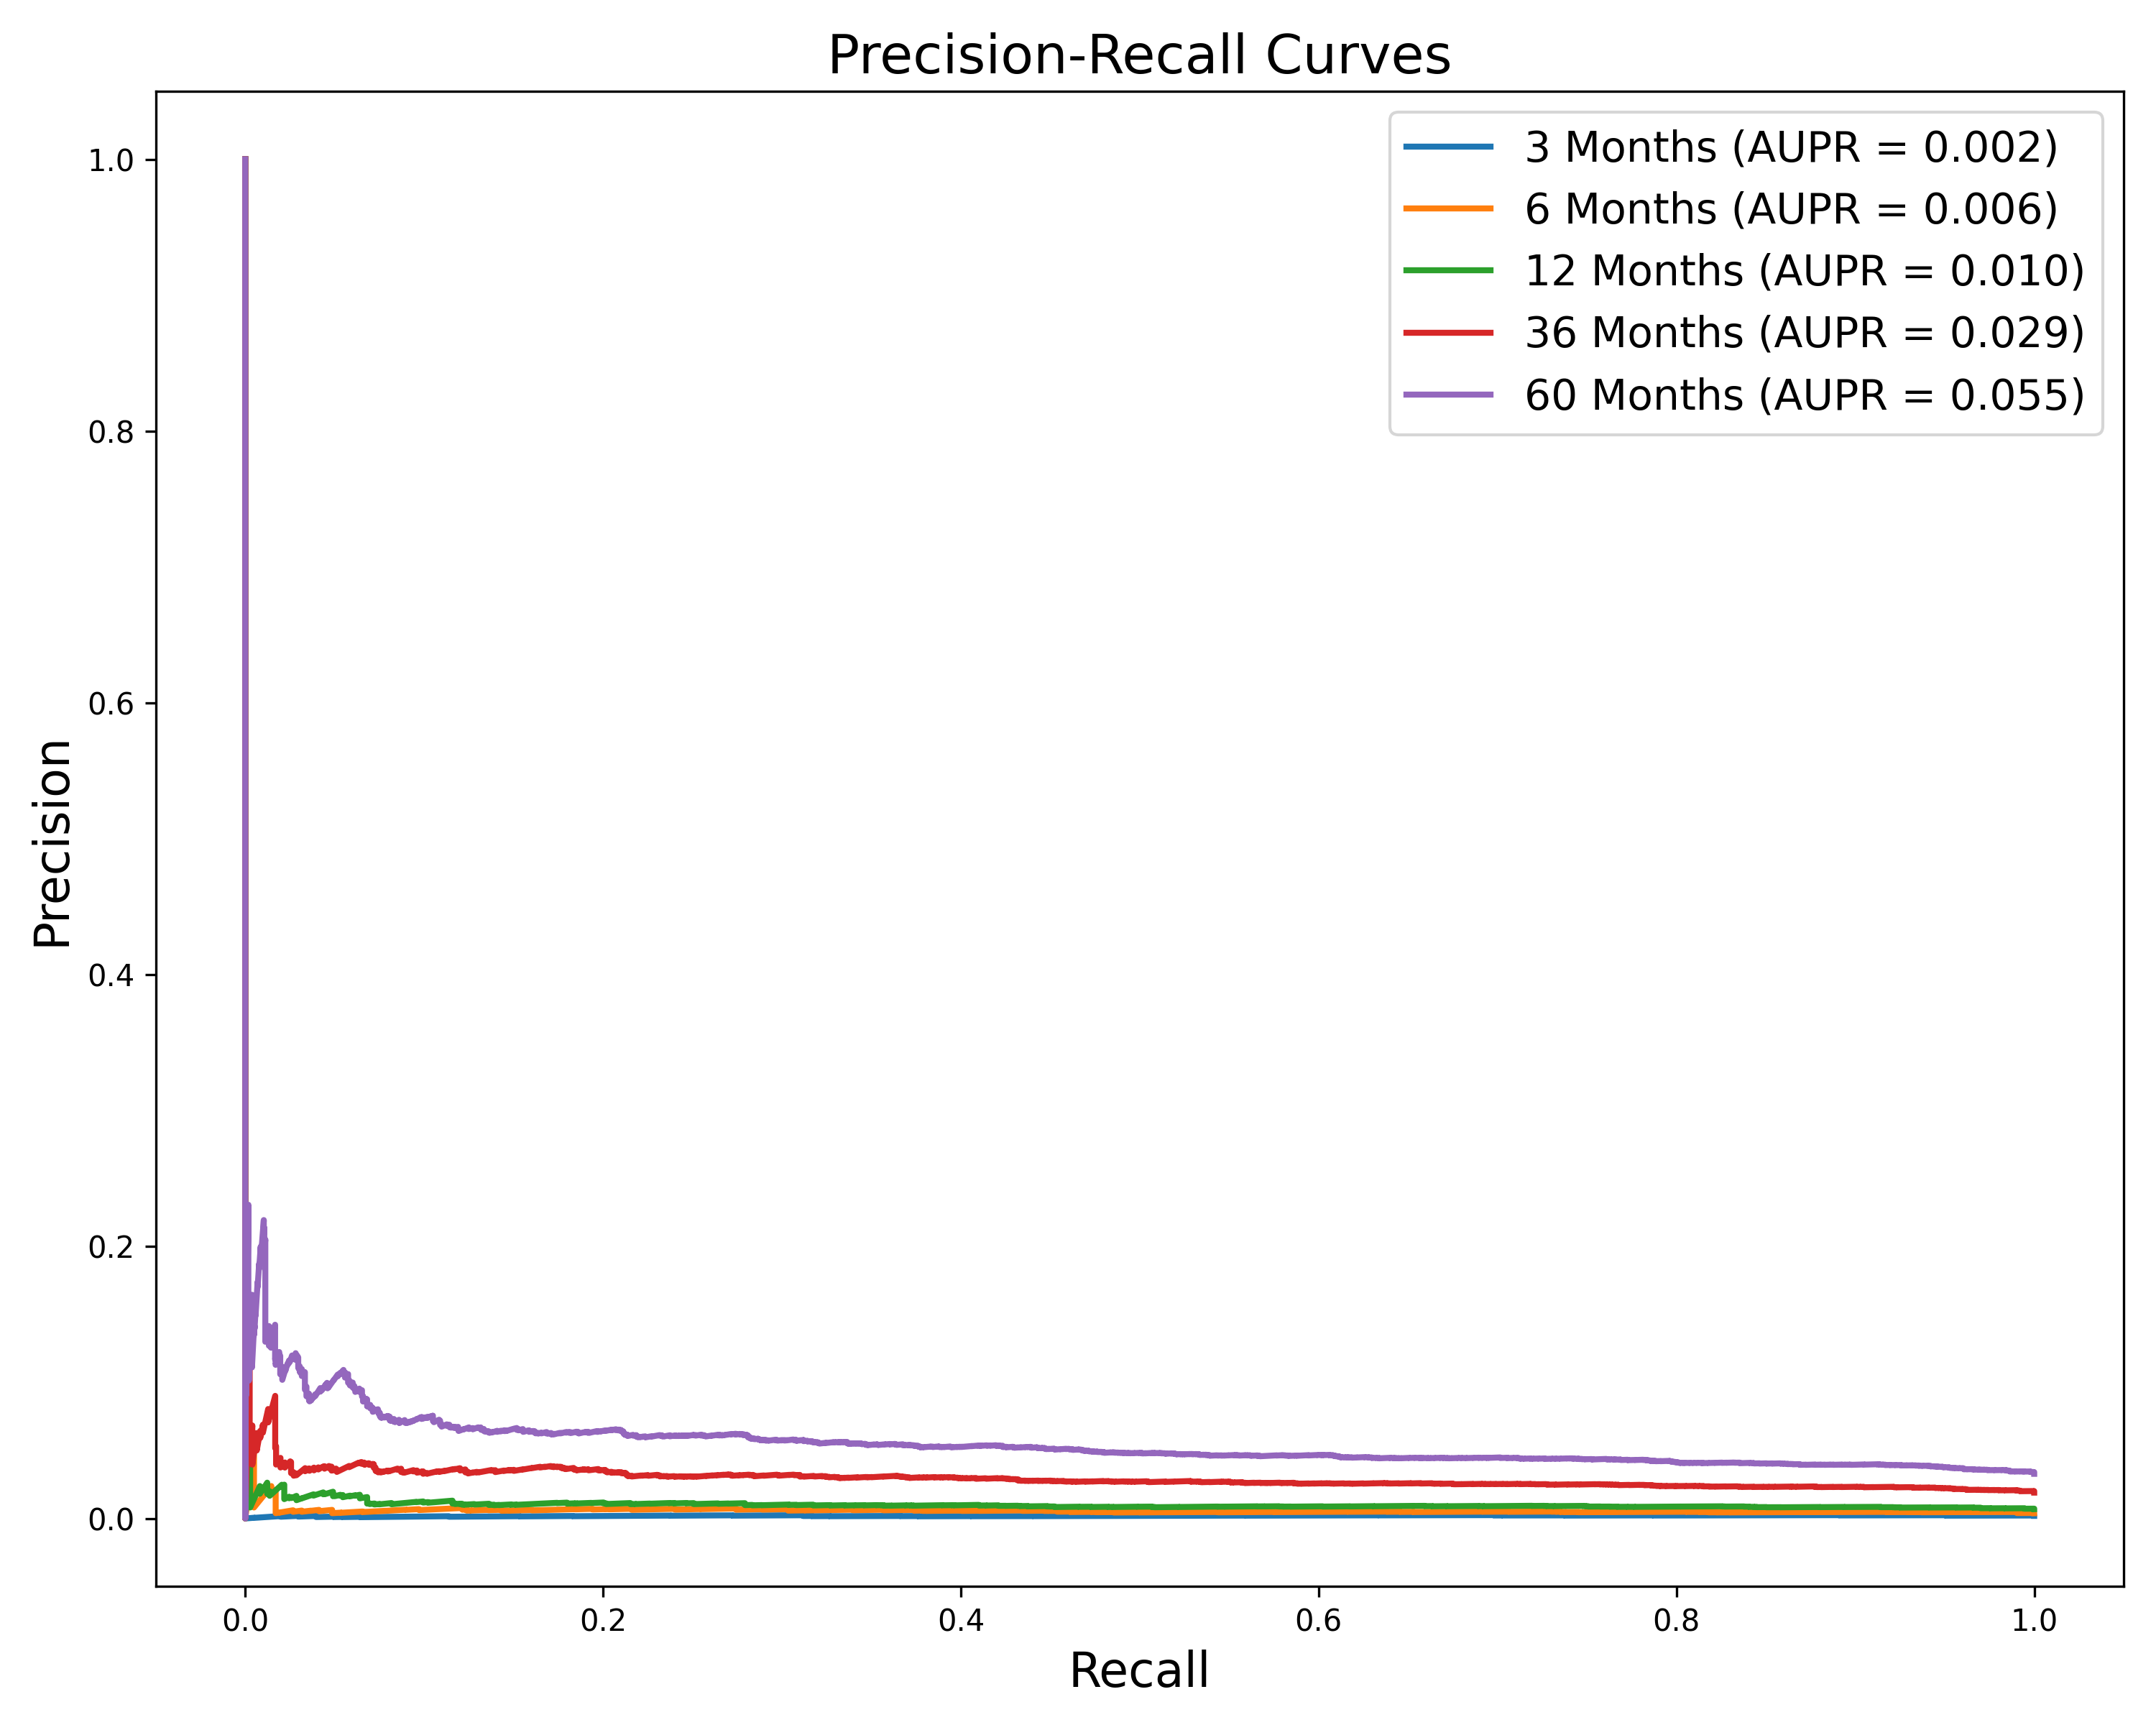 Precision-Recall Curves
3 Months (AUPR = 0.002)
6 Months (AUPR = 0.006)
12 Months (AUPR = 0.010)
36 Months (AUPR = 0.029)
60 Months (AUPR = 0.055)
Precision
1.0
0.8
0.6
0.4
0.2
0.0
0.0 0.2 0.4 0.6 0.8 1.0
Recall